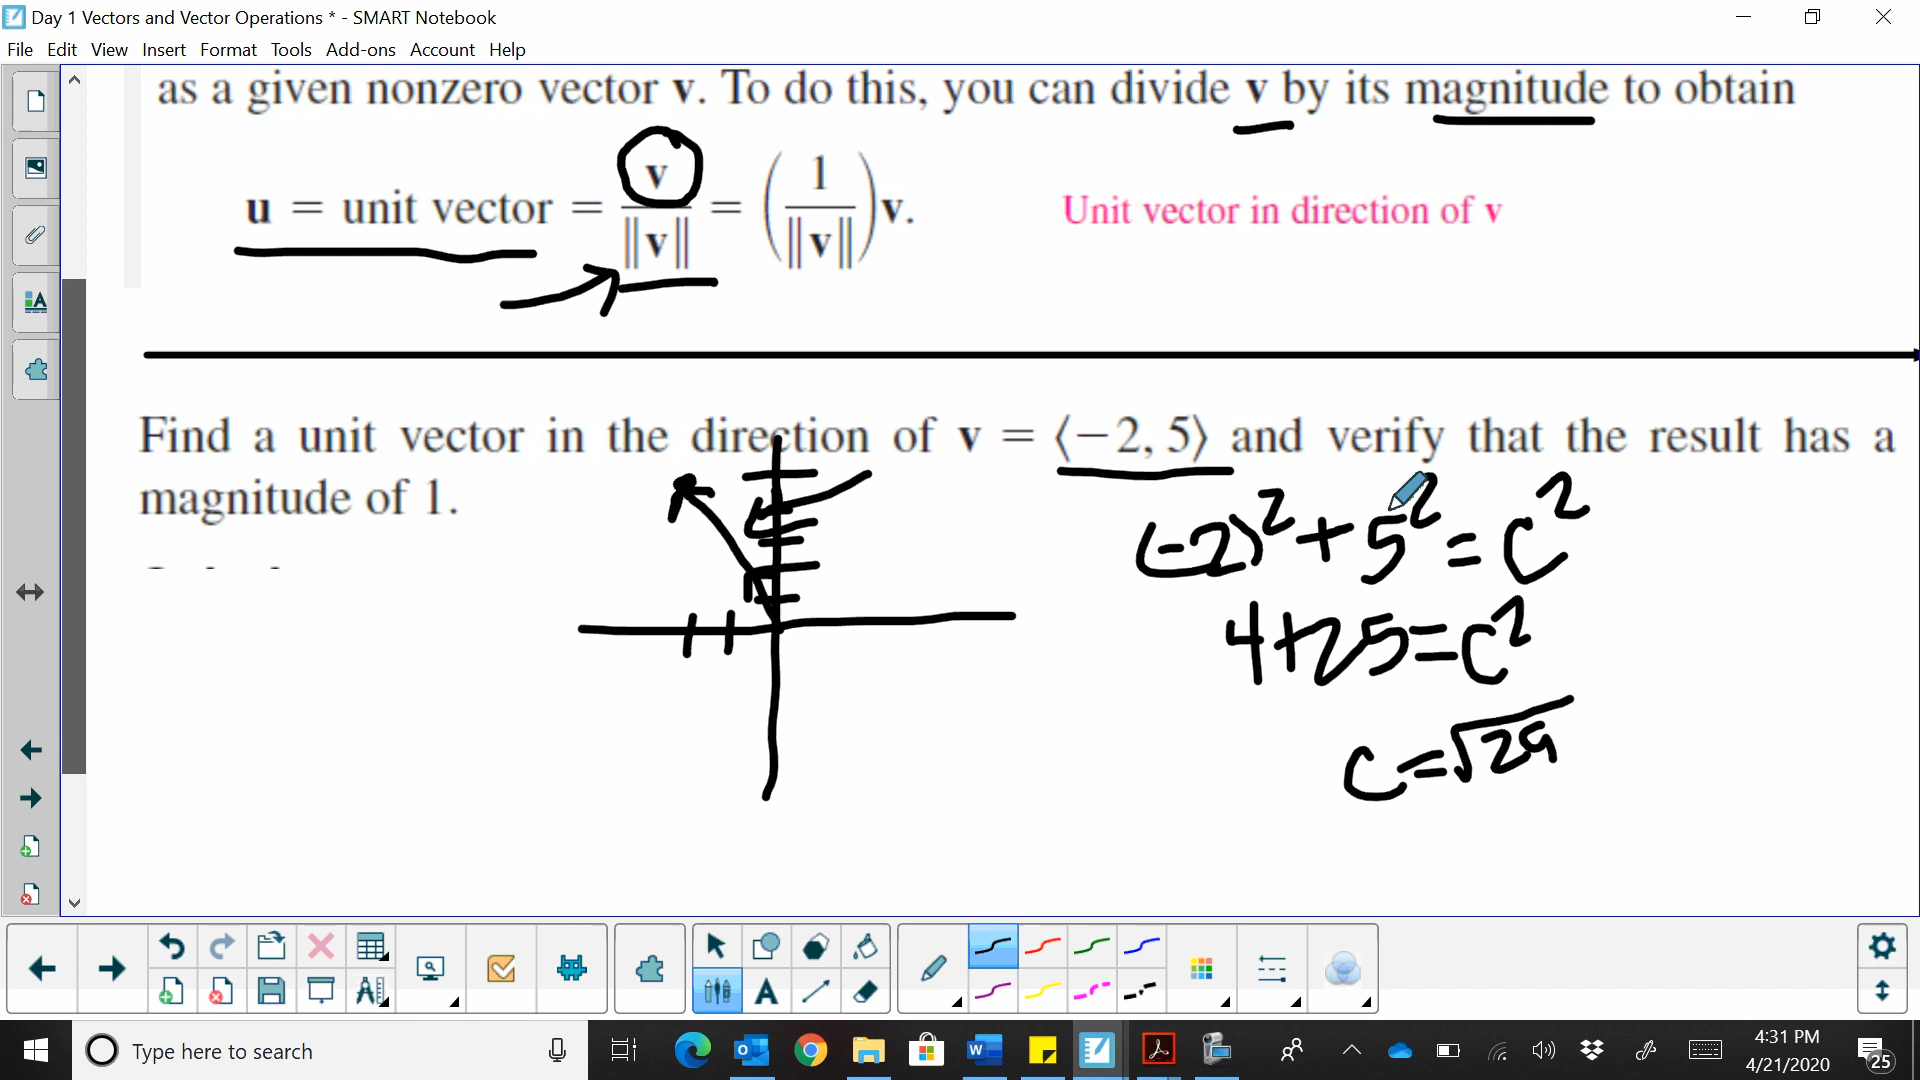 Day 1 Vectors and Vector Operations * - SMART Notebook
File Edit View Insert Format Tools Add-ons Account Help
as a given nonzero vector v. To do this, you can divide v by its magnitude to obtain
u = unit vector = v / ‖v‖ = (1 / ‖v‖) v.
Unit vector in direction of v
Find a unit vector in the direction of v = ⟨−2, 5⟩ and verify that the result has a
magnitude of 1.
(-2)² + 5² = c²
4+25=c²
c=√29
Type here to search
4:31 PM
4/21/2020
25